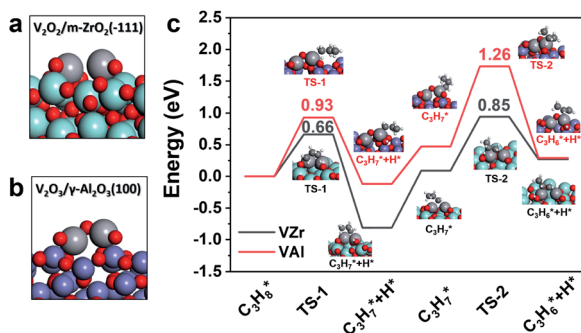 a
V₂O₂/m-ZrO₂(-111)
b
V₂O₃/γ-Al₂O₃(100)
c
Energy (eV)
2.5
2.0
1.5
1.0
0.5
0.0
-0.5
-1.0
-1.5
TS-1
0.93
0.66
TS-1
C₃H₇*+H*
C₃H₇*+H*
C₃H₇*
C₃H₇*
TS-2
1.26
0.85
TS-2
C₃H₆*+H*
C₃H₆*+H*
VZr
VAl
C₃H₈*
TS-1
C₃H₇*+H*
C₃H₇*
TS-2
C₃H₆*+H*